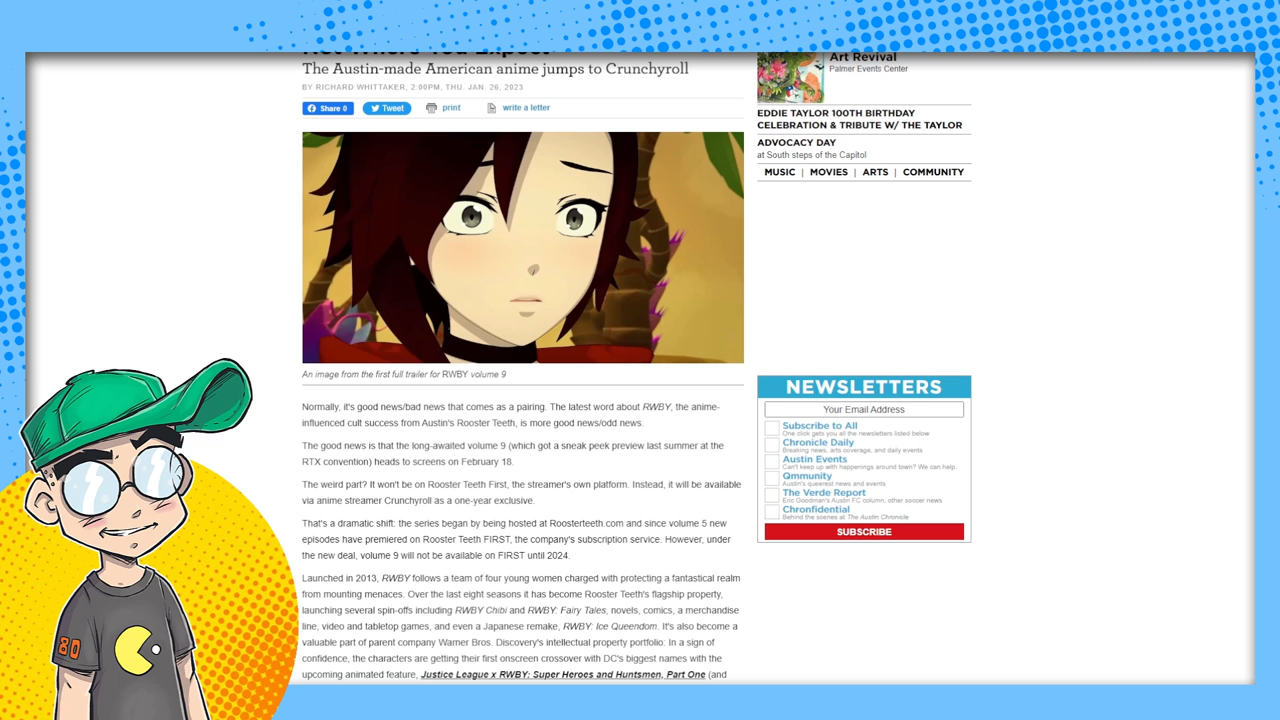 The Austin-made American anime jumps to Crunchyroll
BY RICHARD WHITTAKER, 2:00PM, THU. JAN. 26, 2023
Share 0
Tweet
print
write a letter
An image from the first full trailer for RWBY volume 9
Normally, it's good news/bad news that comes as a pairing. The latest word about RWBY, the anime-
influenced cult success from Austin's Rooster Teeth, is more good news/odd news.
The good news is that the long-awaited volume 9 (which got a sneak peek preview last summer at the
RTX convention) heads to screens on February 18.
The weird part? It won't be on Rooster Teeth First, the streamer's own platform. Instead, it will be available
via anime streamer Crunchyroll as a one-year exclusive.
That's a dramatic shift: the series began by being hosted at Roosterteeth.com and since volume 5 new
episodes have premiered on Rooster Teeth FIRST, the company's subscription service. However, under
the new deal, volume 9 will not be available on FIRST until 2024.
Launched in 2013, RWBY follows a team of four young women charged with protecting a fantastical realm
from mounting menaces. Over the last eight seasons it has become Rooster Teeth's flagship property,
launching several spin-offs including RWBY Chibi and RWBY: Fairy Tales, novels, comics, a merchandise
line, video and tabletop games, and even a Japanese remake, RWBY: Ice Queendom. It's also become a
valuable part of parent company Warner Bros. Discovery's intellectual property portfolio: In a sign of
confidence, the characters are getting their first onscreen crossover with DC's biggest names with the
upcoming animated feature, Justice League x RWBY: Super Heroes and Huntsmen, Part One (and
Art Revival
Palmer Events Center
EDDIE TAYLOR 100TH BIRTHDAY
CELEBRATION & TRIBUTE W/ THE TAYLOR
ADVOCACY DAY
at South steps of the Capitol
MUSIC | MOVIES | ARTS | COMMUNITY
NEWSLETTERS
Your Email Address
Subscribe to All
One click gets you all the newsletters listed below
Chronicle Daily
Breaking news, arts coverage, and daily events
Austin Events
Can't keep up with happenings around town? We can help.
Qmmunity
Austin's queerest news and events
The Verde Report
Eric Goodman's Austin FC column, other soccer news
Chronfidential
Behind the scenes at The Austin Chronicle
SUBSCRIBE
80